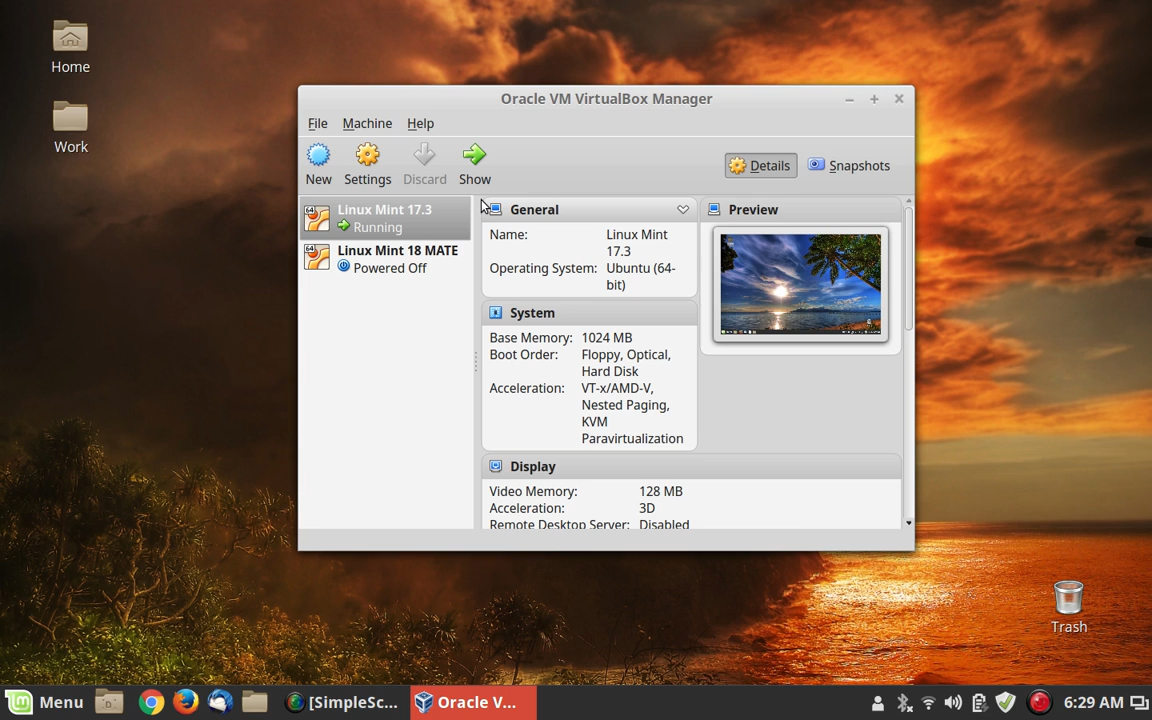 Home
Work
Oracle VM VirtualBox Manager
File Machine Help
New Settings Discard Show
Details Snapshots
Linux Mint 17.3
Running
Linux Mint 18 MATE
Powered Off
General
Name: Linux Mint
17.3
Operating System: Ubuntu (64-
bit)
Preview
System
Base Memory: 1024 MB
Boot Order: Floppy, Optical,
Hard Disk
Acceleration: VT-x/AMD-V,
Nested Paging,
KVM
Paravirtualization
Display
Video Memory: 128 MB
Acceleration: 3D
Remote Desktop Server: Disabled
Trash
Menu [SimpleSc... Oracle V... 6:29 AM